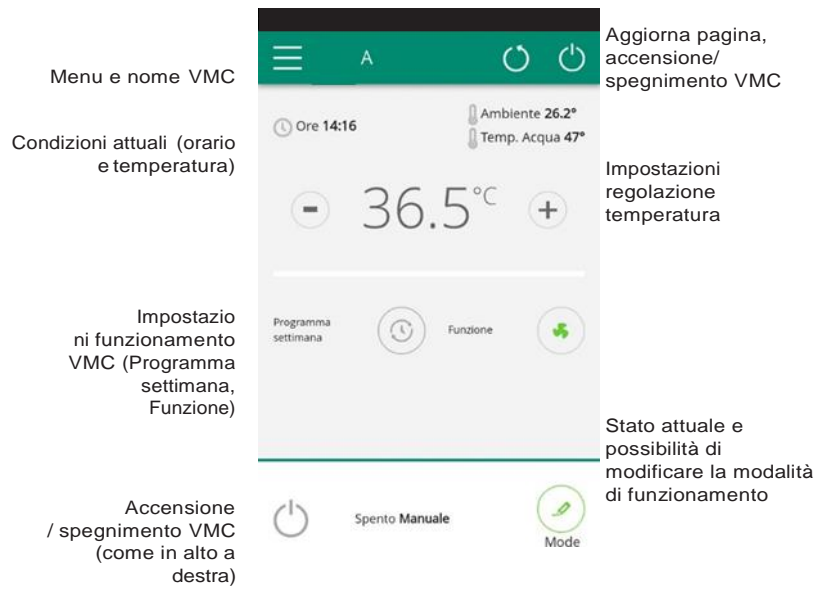 Menu e nome VMC
Condizioni attuali (orario
e temperatura)
Impostazio
ni funzionamento
VMC (Programma
settimana,
Funzione)
Accensione
/ spegnimento VMC
(come in alto a
destra)
A
Ore 14:16
Ambiente 26.2°
Temp. Acqua 47°
- 36.5°C +
Programma
settimana
Funzione
Spento Manuale
Mode
Aggiorna pagina,
accensione/
spegnimento VMC
Impostazioni
regolazione
temperatura
Stato attuale e
possibilità di
modificare la modalità
di funzionamento